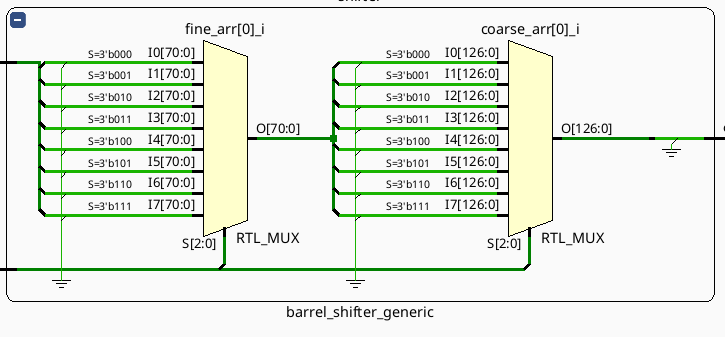 fine_arr[0]_i
coarse_arr[0]_i
S=3'b000 I0[70:0]
S=3'b001 I1[70:0]
S=3'b010 I2[70:0]
S=3'b011 I3[70:0]
S=3'b100 I4[70:0]
S=3'b101 I5[70:0]
S=3'b110 I6[70:0]
S=3'b111 I7[70:0]
O[70:0]
S[2:0]
RTL_MUX
S=3'b000 I0[126:0]
S=3'b001 I1[126:0]
S=3'b010 I2[126:0]
S=3'b011 I3[126:0]
S=3'b100 I4[126:0]
S=3'b101 I5[126:0]
S=3'b110 I6[126:0]
S=3'b111 I7[126:0]
O[126:0]
S[2:0]
RTL_MUX
barrel_shifter_generic